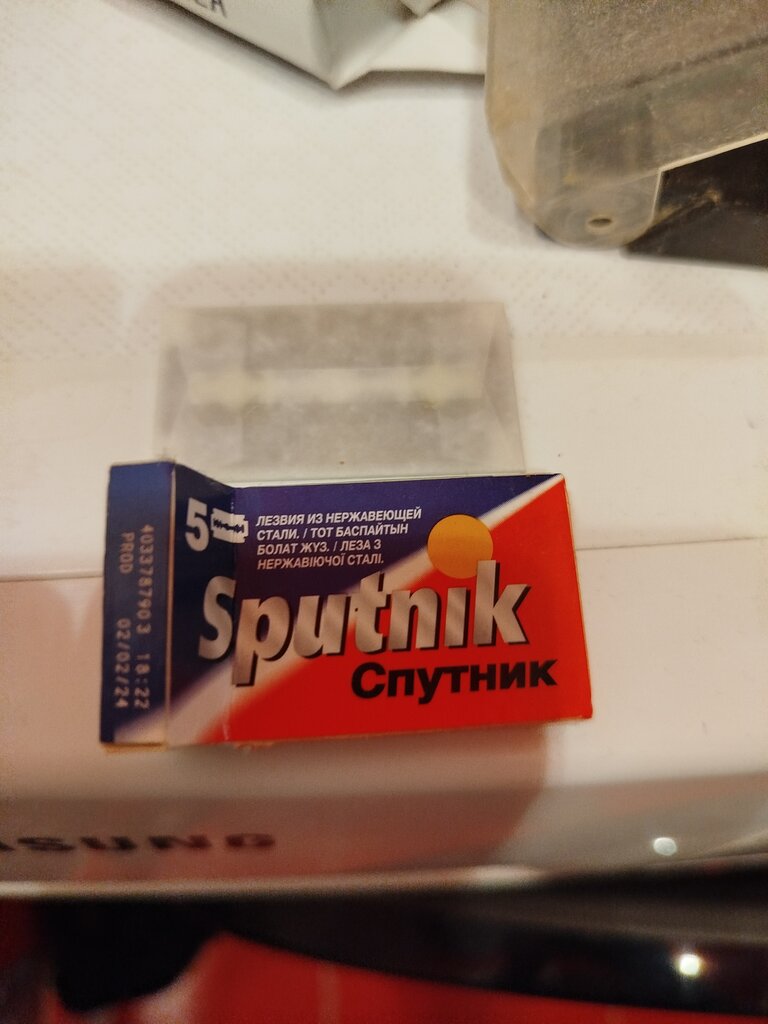 5
ЛЕЗВИЯ ИЗ НЕРЖАВЕЮЩЕЙ
СТАЛИ. / ТОТ БАСПАЙТЫН
БОЛАТ ЖҮЗ. / ЛЕЗА З
НЕРЖАВІЮЧОЇ СТАЛІ.
Sputnik
Спутник
4033787903 18:22
PROD 02/02/24